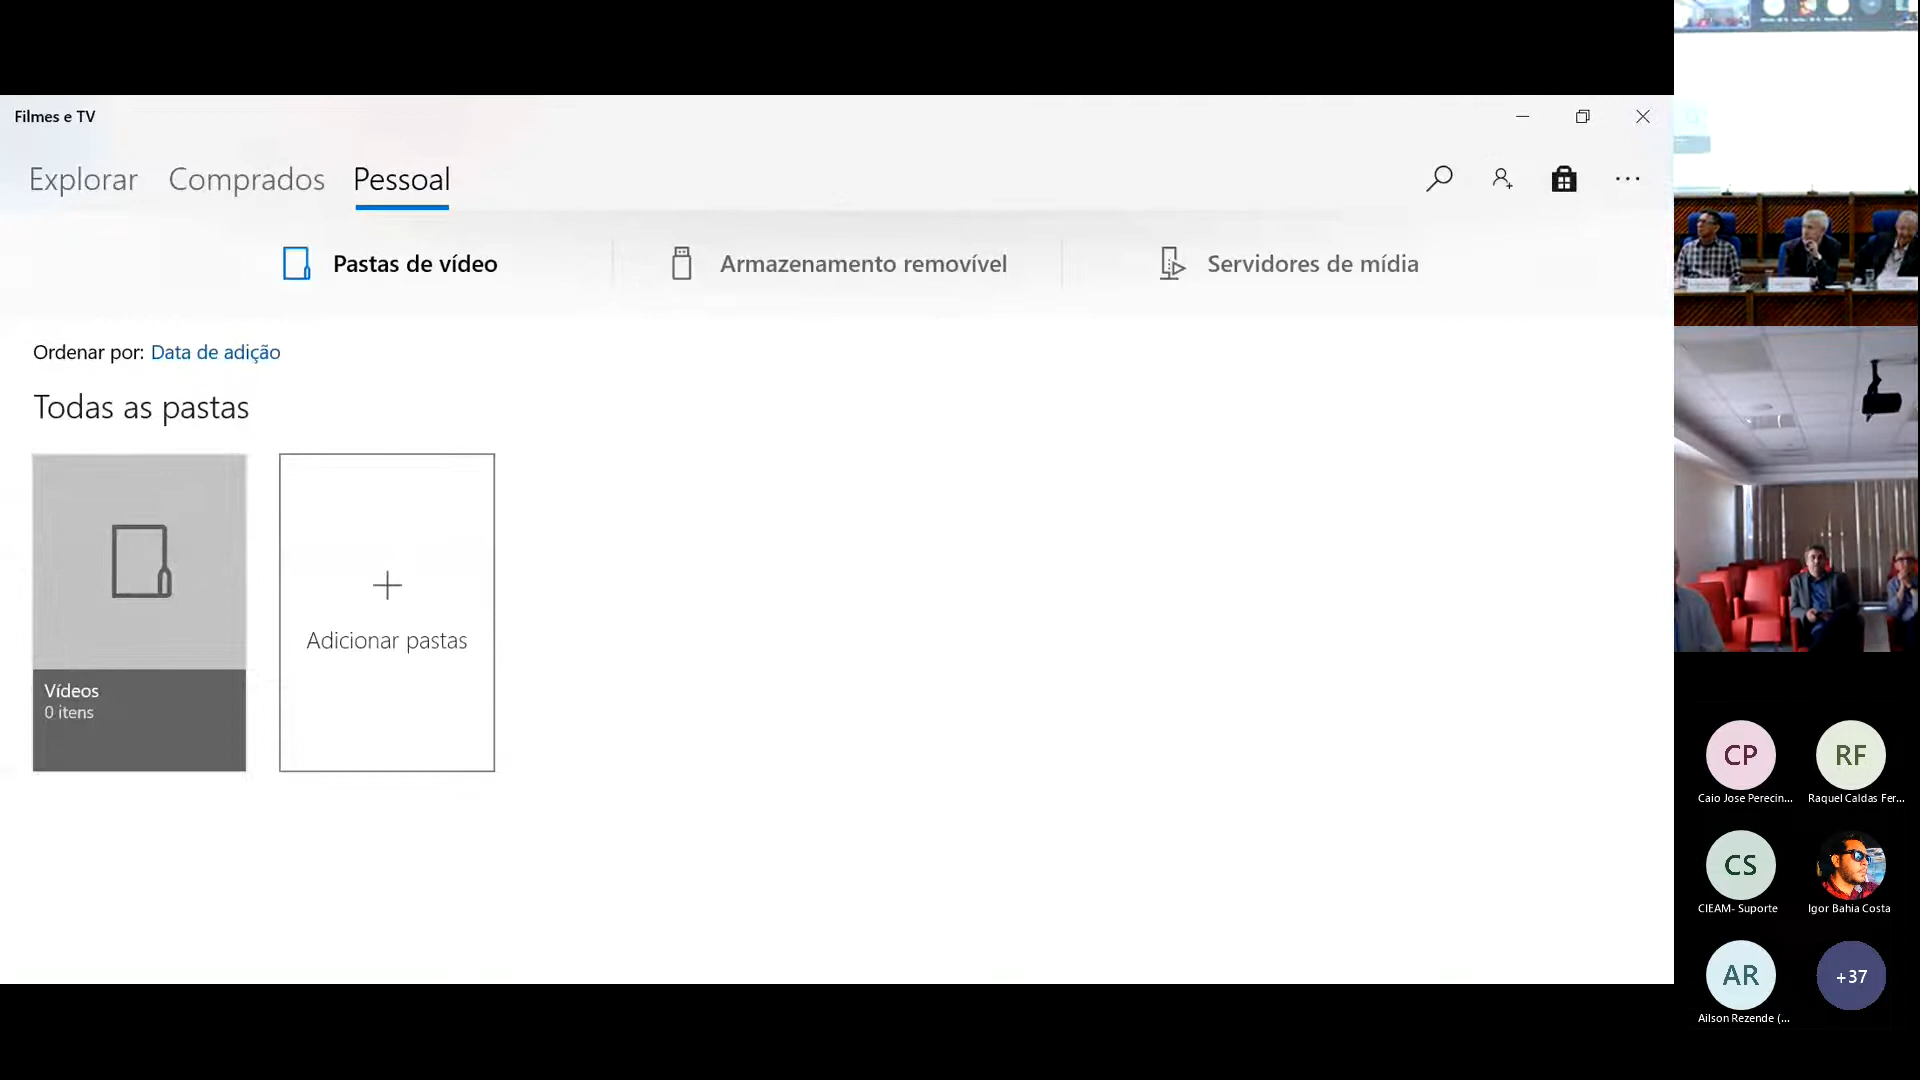 Filmes e TV
Explorar Comprados Pessoal
Pastas de vídeo Armazenamento removível Servidores de mídia
Ordenar por: Data de adição
Todas as pastas
Adicionar pastas
Vídeos
0 itens
CP RF
Caio Jose Perecin... Raquel Caldas Fer...
CS
CIEAM- Suporte Igor Bahia Costa
AR +37
Ailson Rezende (...